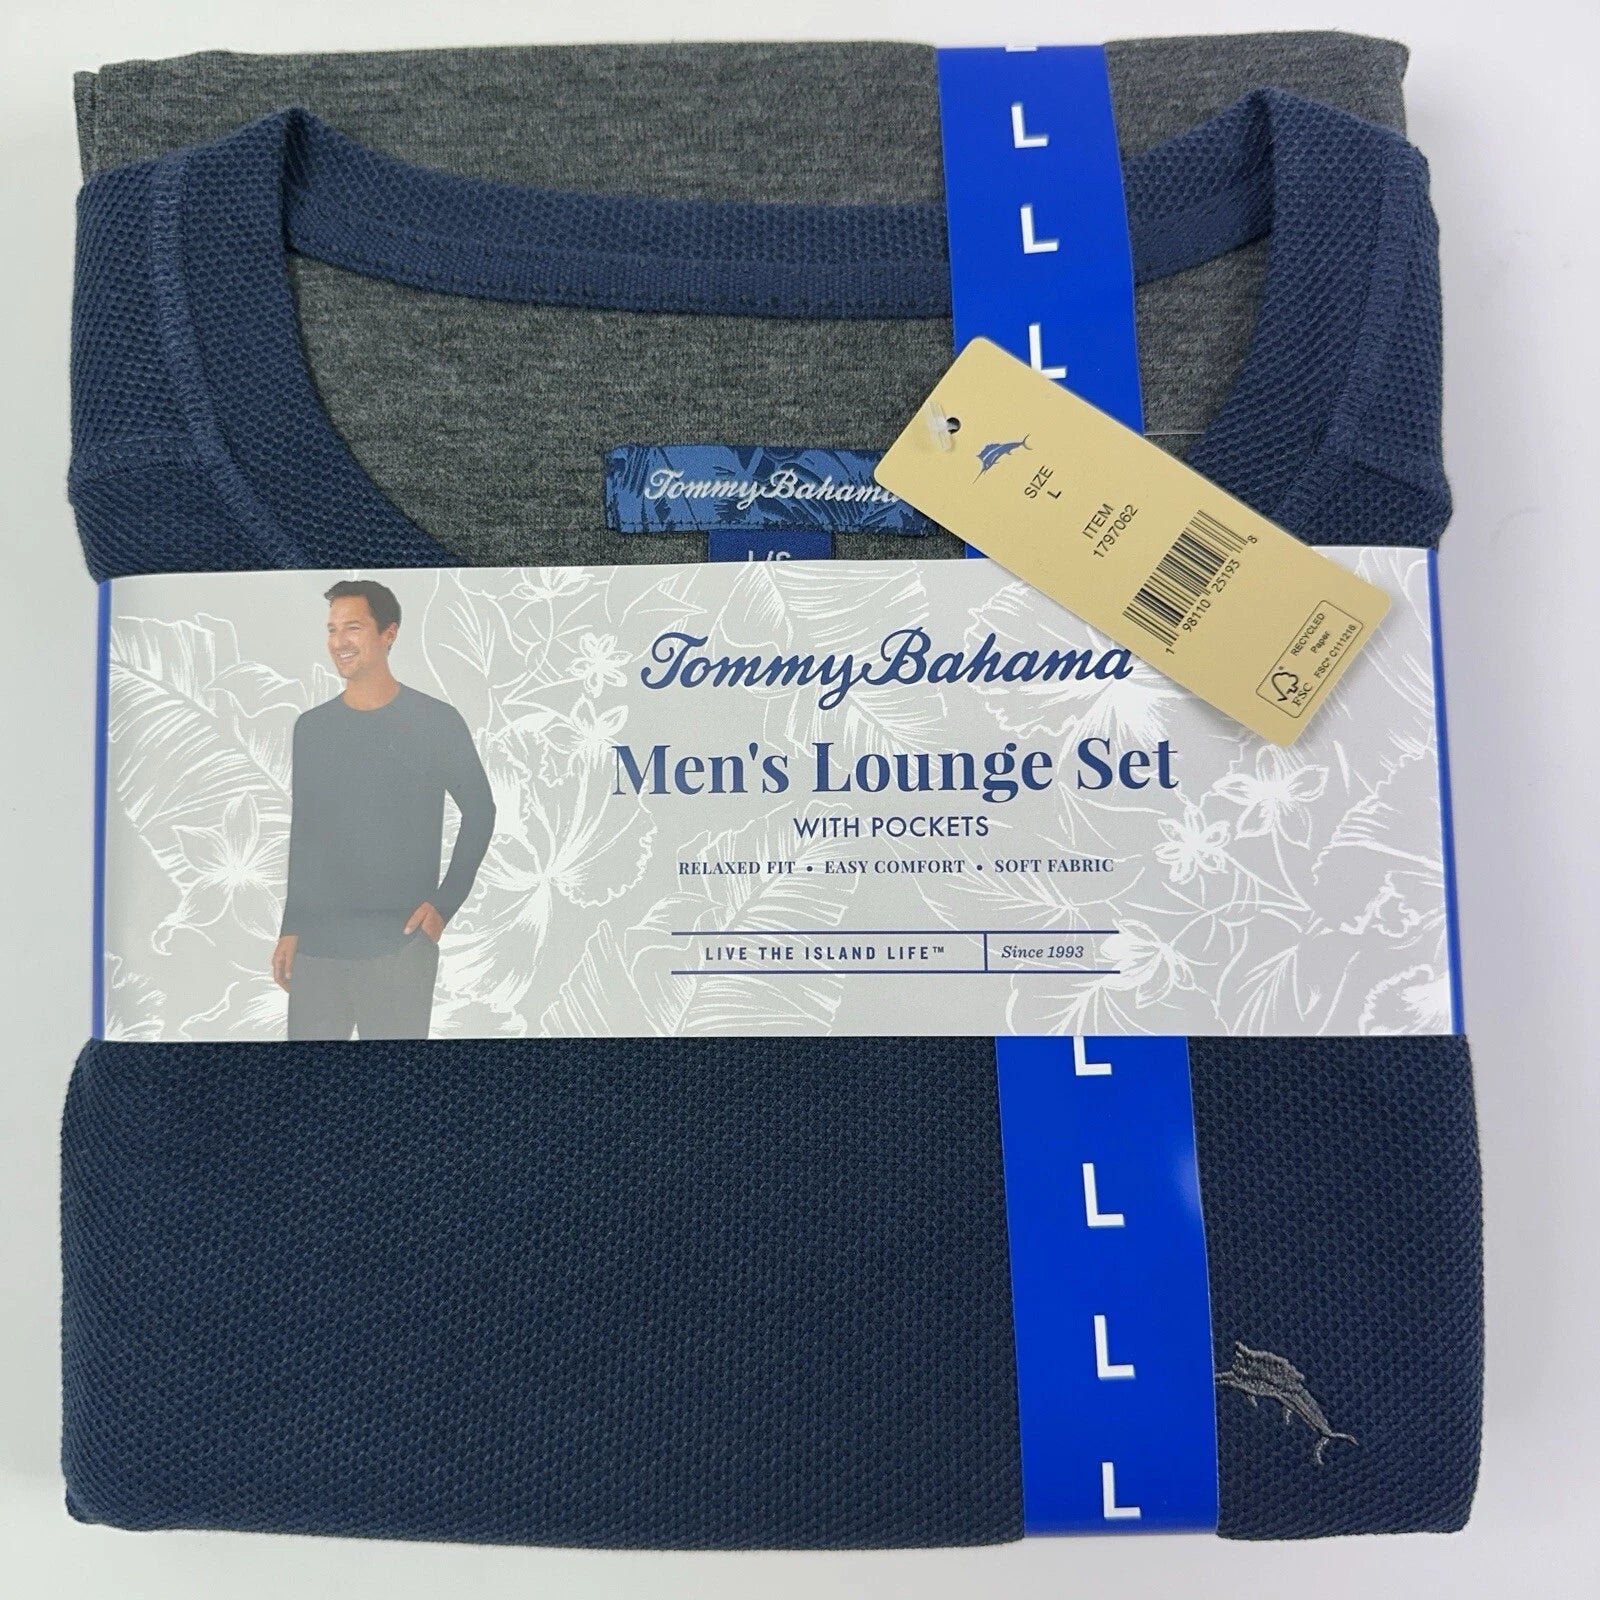 L
L
L
Tommy Bahama
SIZE
L
ITEM
1797062
1 98110 25193 8
RECYCLED
Paper
FSC® C111216
FSC
Tommy Bahama
Men's Lounge Set
WITH POCKETS
RELAXED FIT • EASY COMFORT • SOFT FABRIC
LIVE THE ISLAND LIFE™
Since 1993
L
L
L
L